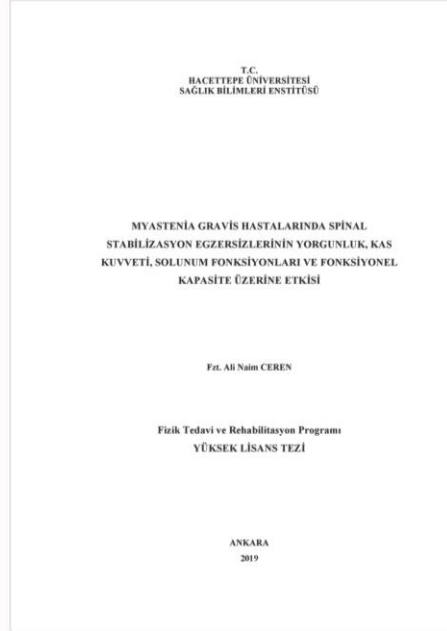 T.C.
HACETTEPE ÜNİVERSİTESİ
SAĞLIK BİLİMLERİ ENSTİTÜSÜ
MYASTENİA GRAVİS HASTALARINDA SPİNAL
STABİLİZASYON EGZERSİZLERİNİN YORGUNLUK, KAS
KUVVETİ, SOLUNUM FONKSİYONLARI VE FONKSİYONEL
KAPASİTE ÜZERİNE ETKİSİ
Fzt. Ali Naim CEREN
Fizik Tedavi ve Rehabilitasyon Programı
YÜKSEK LİSANS TEZİ
ANKARA
2019